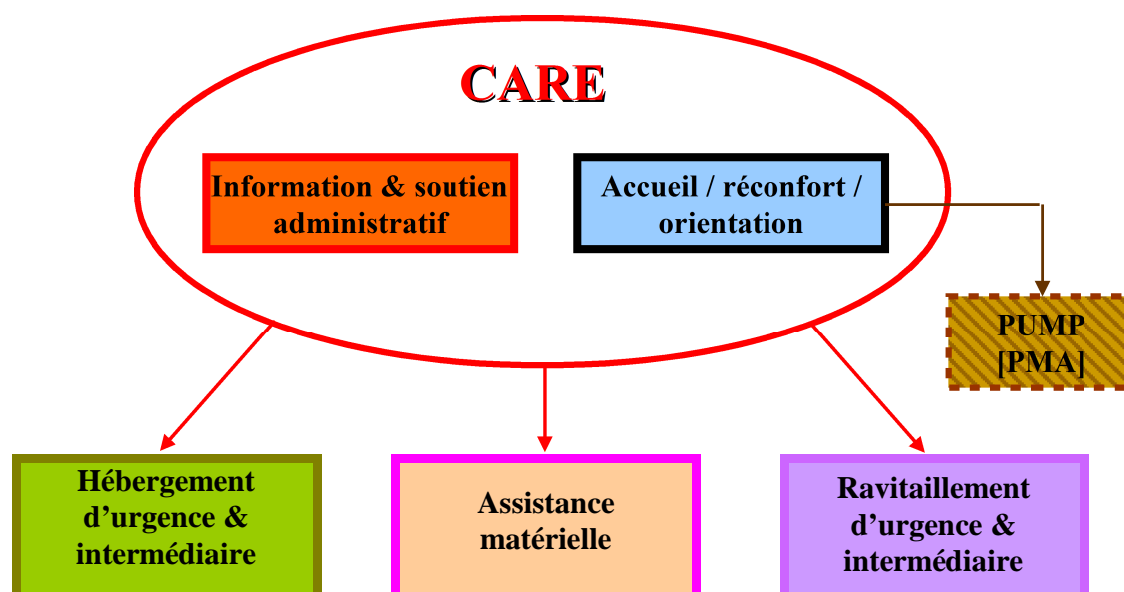 CARE
Information & soutien
administratif
Accueil / réconfort /
orientation
PUMP
[PMA]
Hébergement
d’urgence &
intermédiaire
Assistance
matérielle
Ravitaillement
d’urgence &
intermédiaire